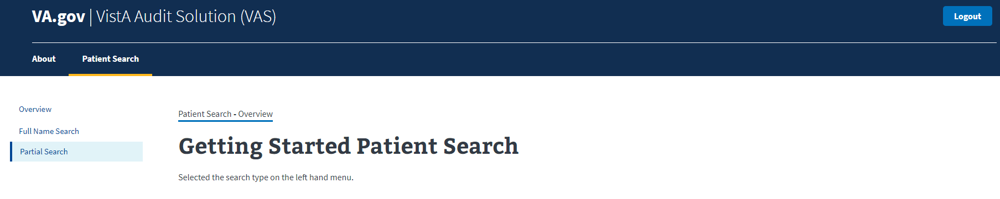 VA.gov | VistA Audit Solution (VAS)
Logout
About
Patient Search
Overview
Full Name Search
Partial Search
Patient Search - Overview
Getting Started Patient Search
Selected the search type on the left hand menu.